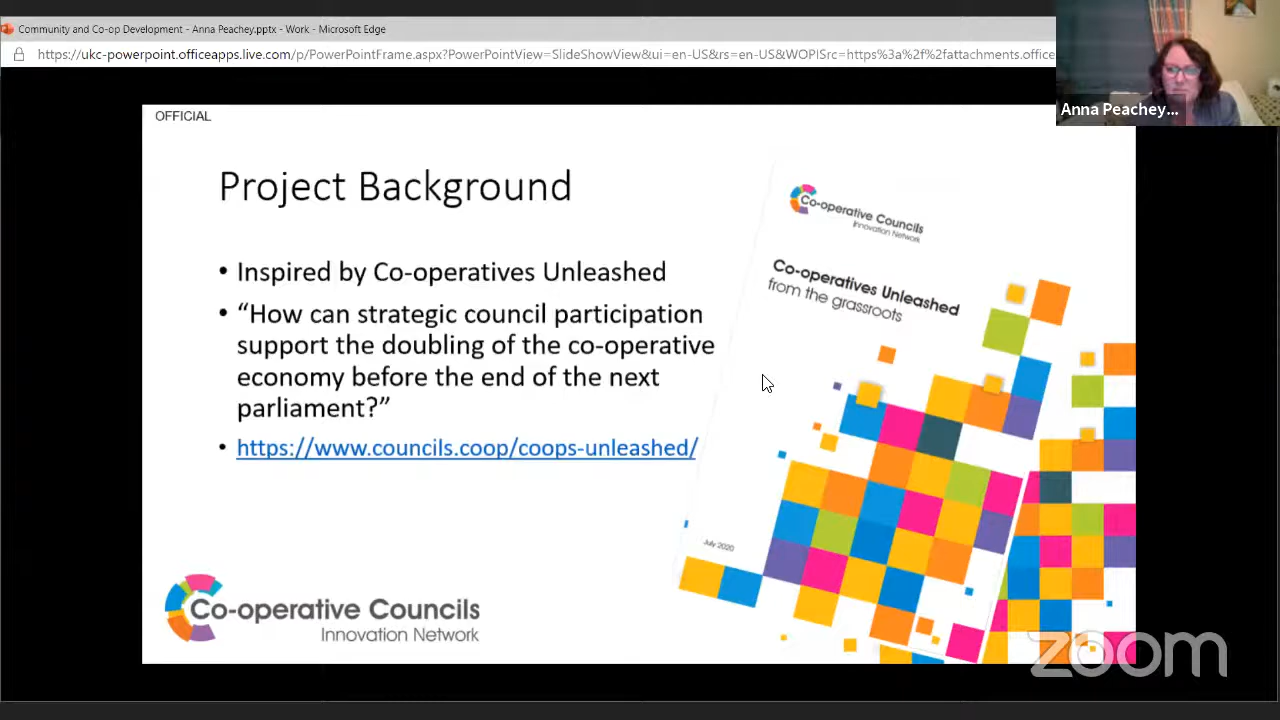 Community and Co-op Development - Anna Peachey.pptx - Work - Microsoft Edge
https://ukc-powerpoint.officeapps.live.com/p/PowerPointFrame.aspx?PowerPointView=SlideShowView&ui=en-US&rs=en-US&WOPISrc=https%3a%2f%2fattachments.office
Anna Peachey...
OFFICIAL
Project Background
• Inspired by Co-operatives Unleashed
• “How can strategic council participation
support the doubling of the co-operative
economy before the end of the next
parliament?”
• https://www.councils.coop/coops-unleashed/
Co-operative Councils
Innovation Network
Co-operatives Unleashed
from the grassroots
July 2020
Co-operative Councils
Innovation Network
zoom